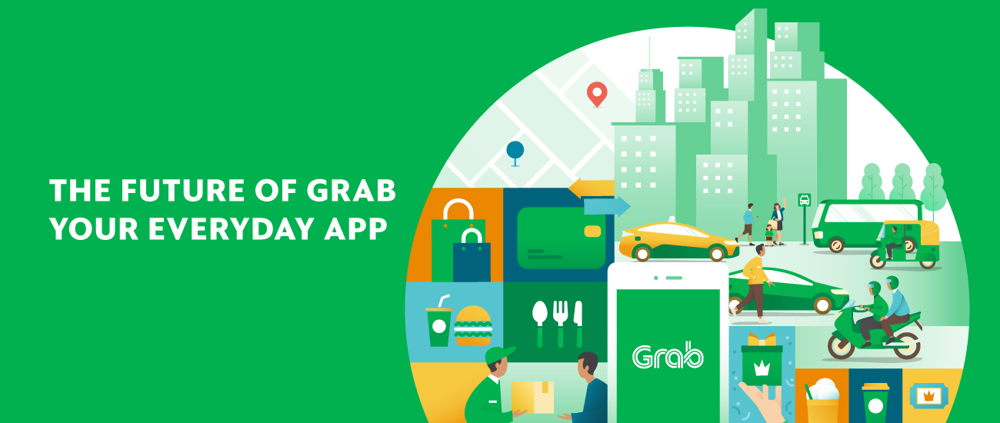 THE FUTURE OF GRAB
YOUR EVERYDAY APP
Grab